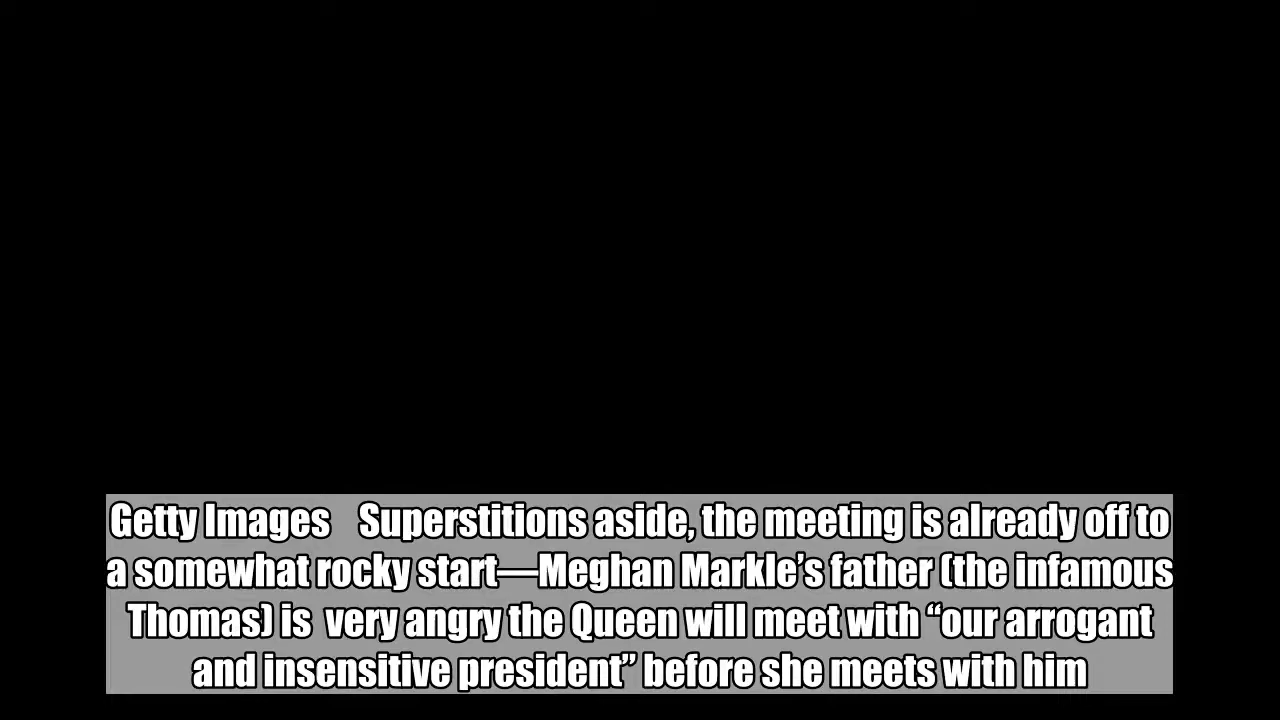 Getty Images    Superstitions aside, the meeting is already off to
a somewhat rocky start—Meghan Markle’s father (the infamous
Thomas) is  very angry the Queen will meet with “our arrogant
and insensitive president” before she meets with him